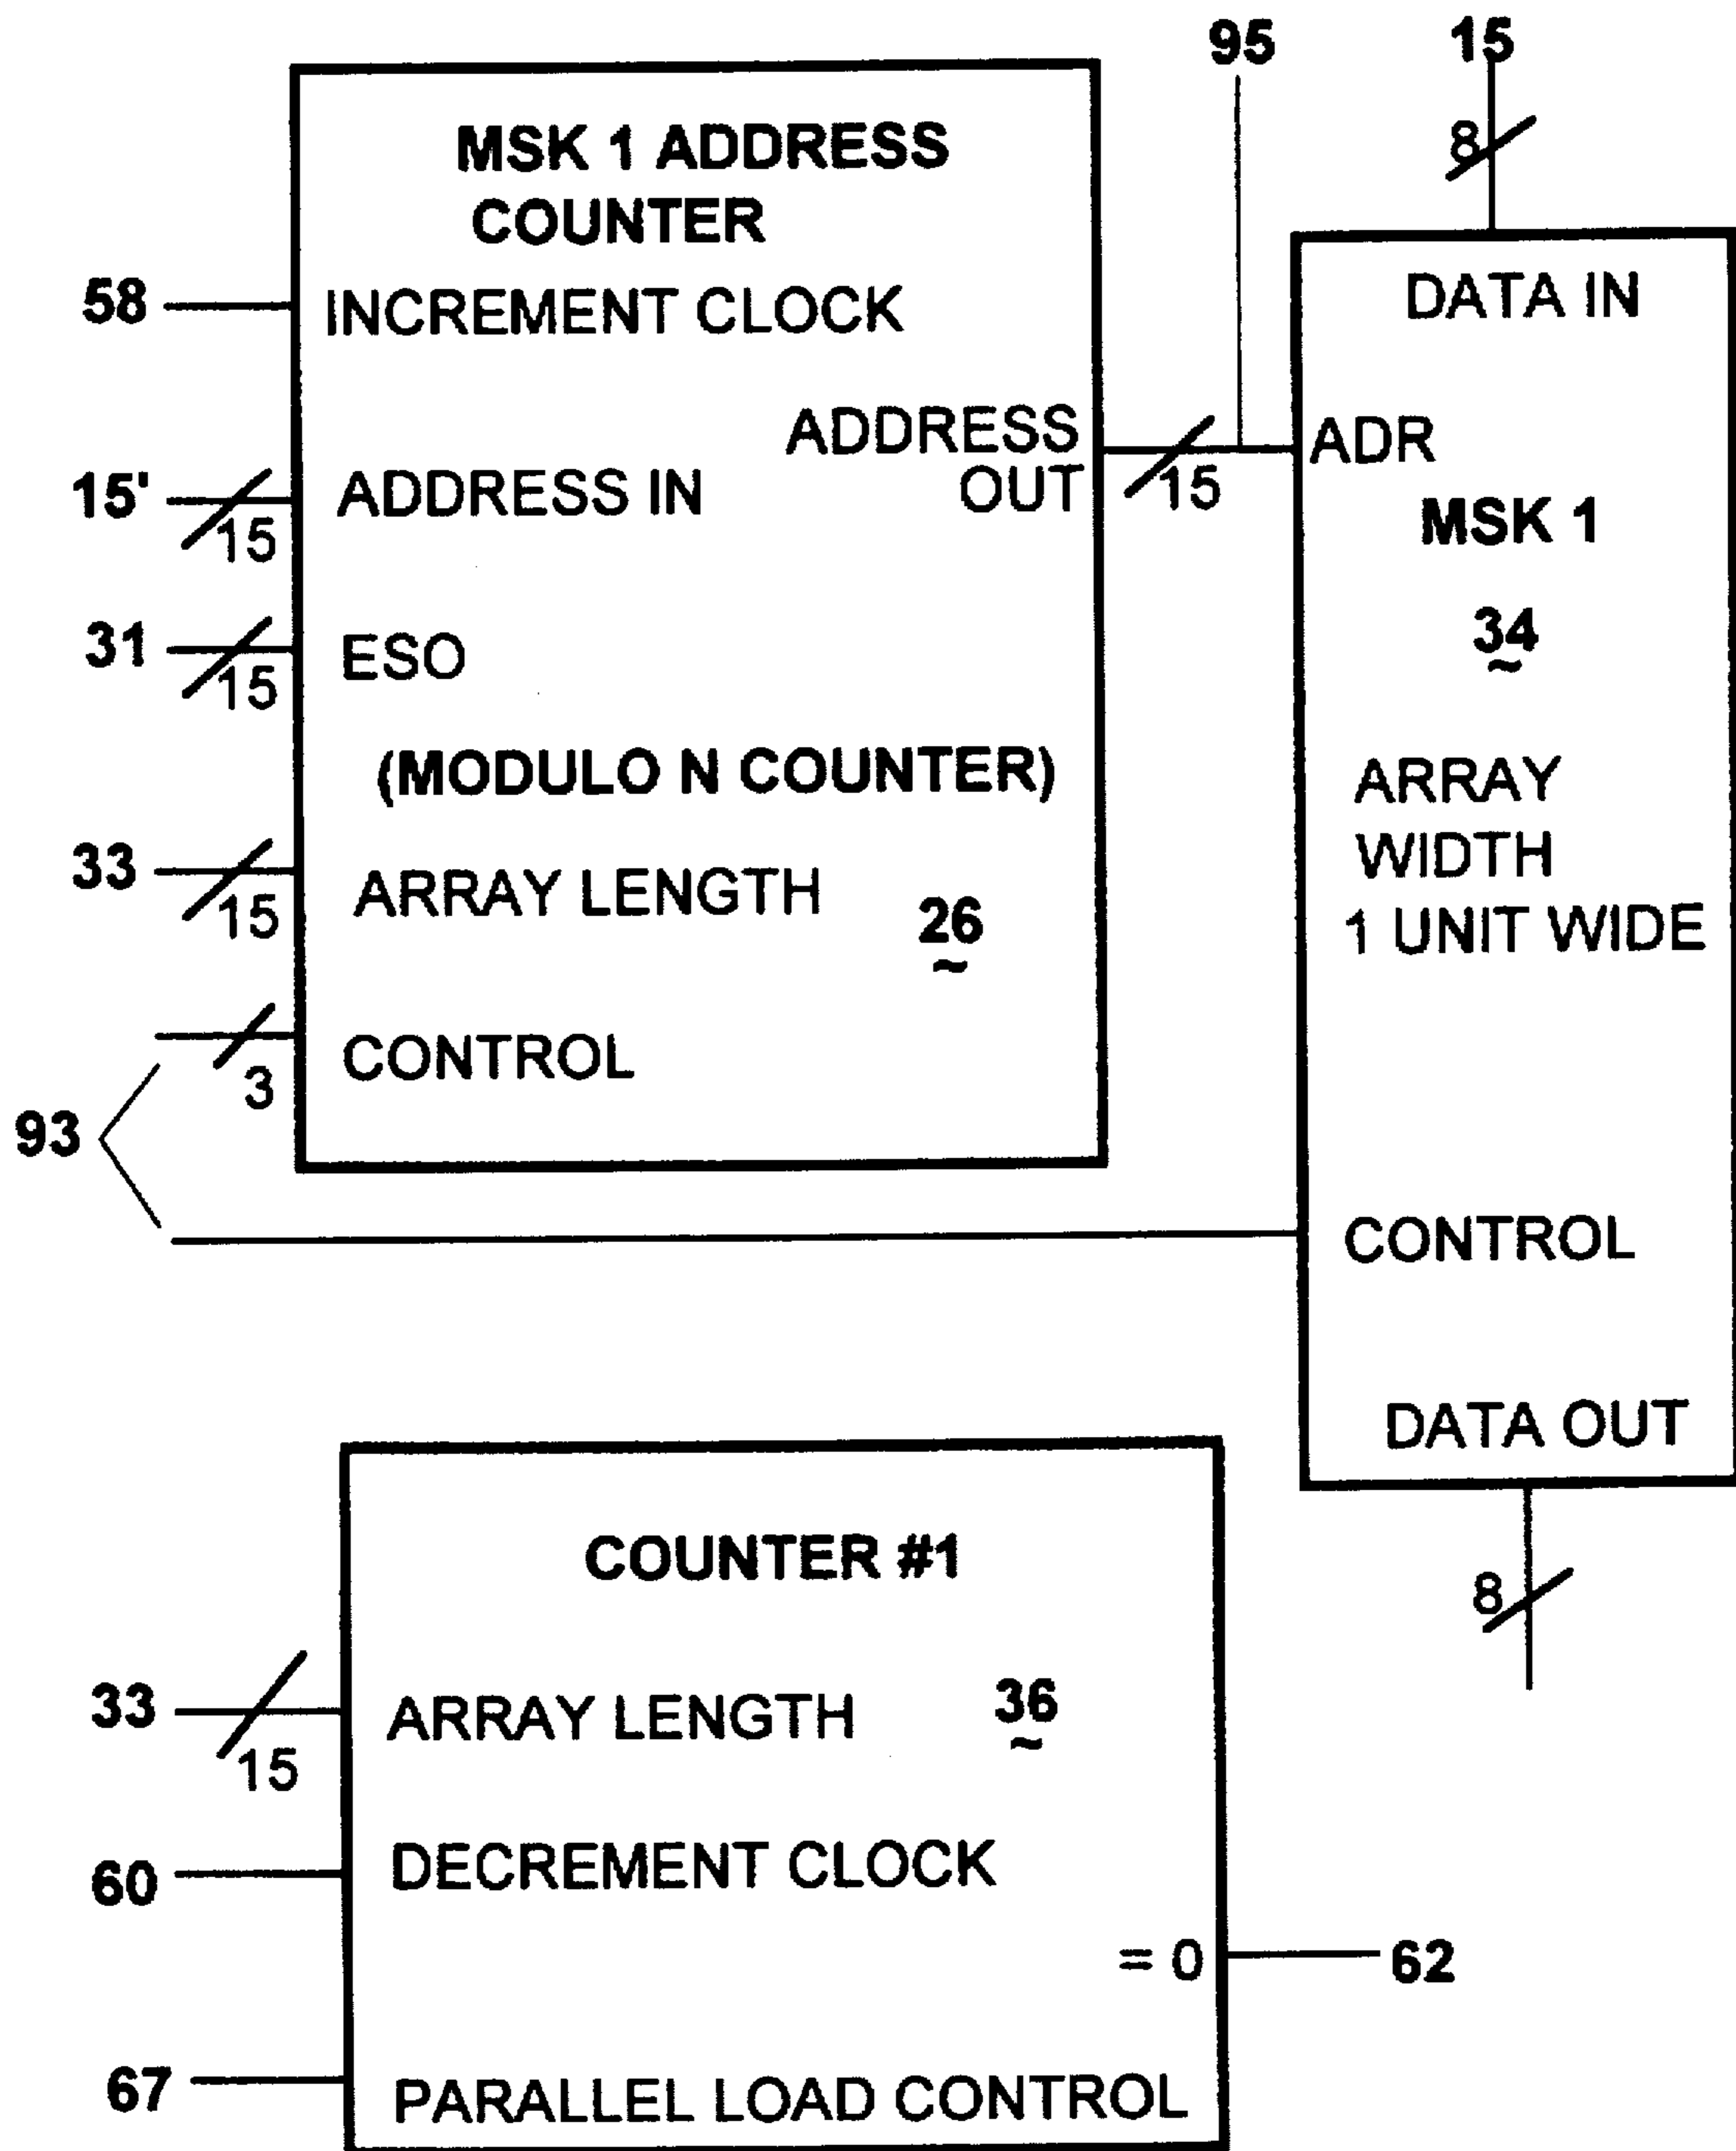 95
15
8
MSK 1 ADDRESS
COUNTER
58
INCREMENT CLOCK
15'
15
ADDRESS IN
ADDRESS
OUT
15
31
15
ESO
(MODULO N COUNTER)
33
15
ARRAY LENGTH
26
~
93
3
CONTROL
DATA IN
ADR
MSK 1
34
~
ARRAY
WIDTH
1 UNIT WIDE
CONTROL
DATA OUT
8
COUNTER #1
33
15
ARRAY LENGTH
36
~
60
DECREMENT CLOCK
= 0
62
67
PARALLEL LOAD CONTROL